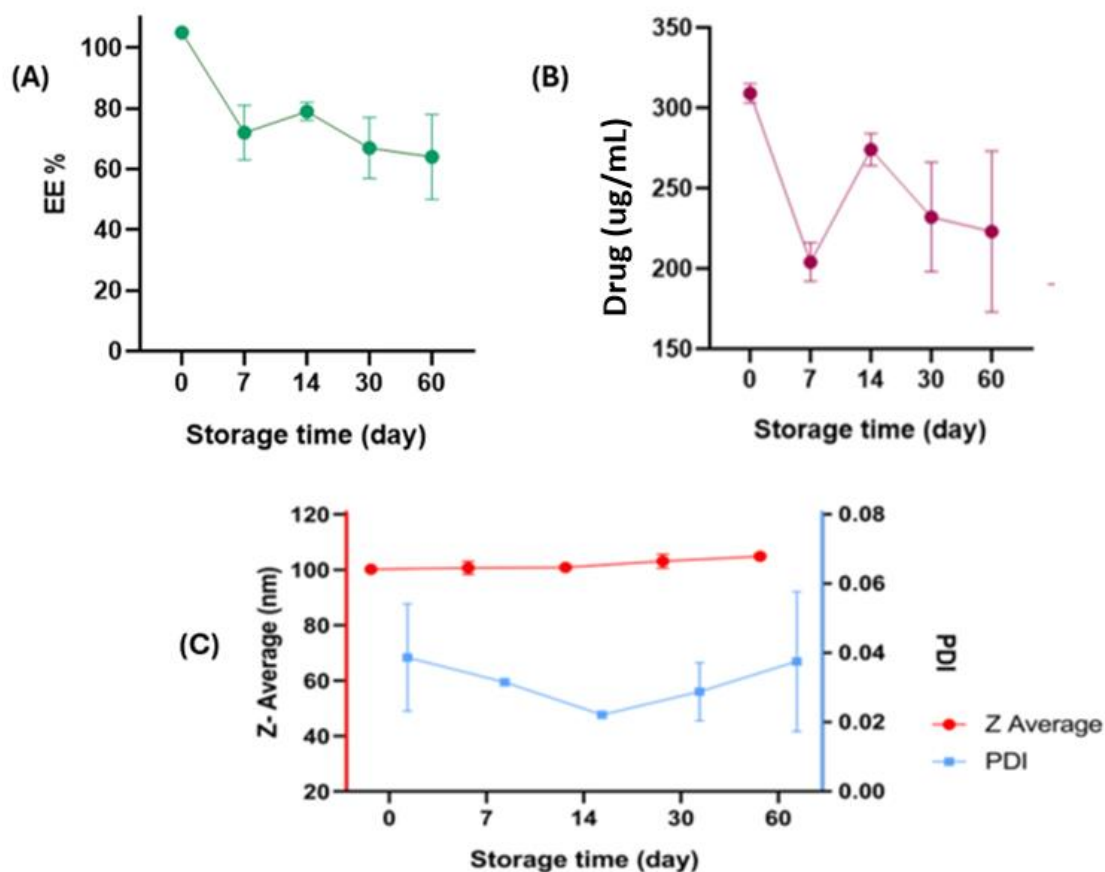 (A)
EE %
100
80
60
40
20
0
0 7 14 30 60
Storage time (day)
(B)
Drug (ug/mL)
350
300
250
200
150
0 7 14 30 60
Storage time (day)
(C)
Z- Average (nm)
120
100
80
60
40
20
0 7 14 30 60
Storage time (day)
0.08
0.06
0.04
0.02
0.00
PDI
Z Average
PDI